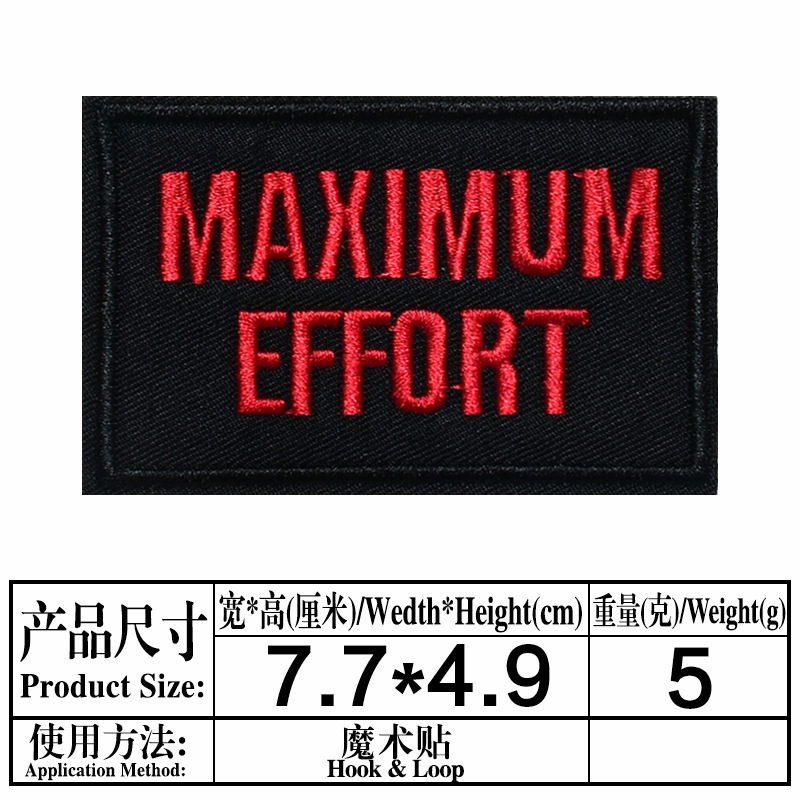 MAXIMUM
EFFORT
产品尺寸
Product Size:
宽*高(厘米)/Wedth*Height(cm)
重量(克)/Weight(g)
7.7*4.9
5
使用方法:
Application Method:
魔术贴
Hook & Loop